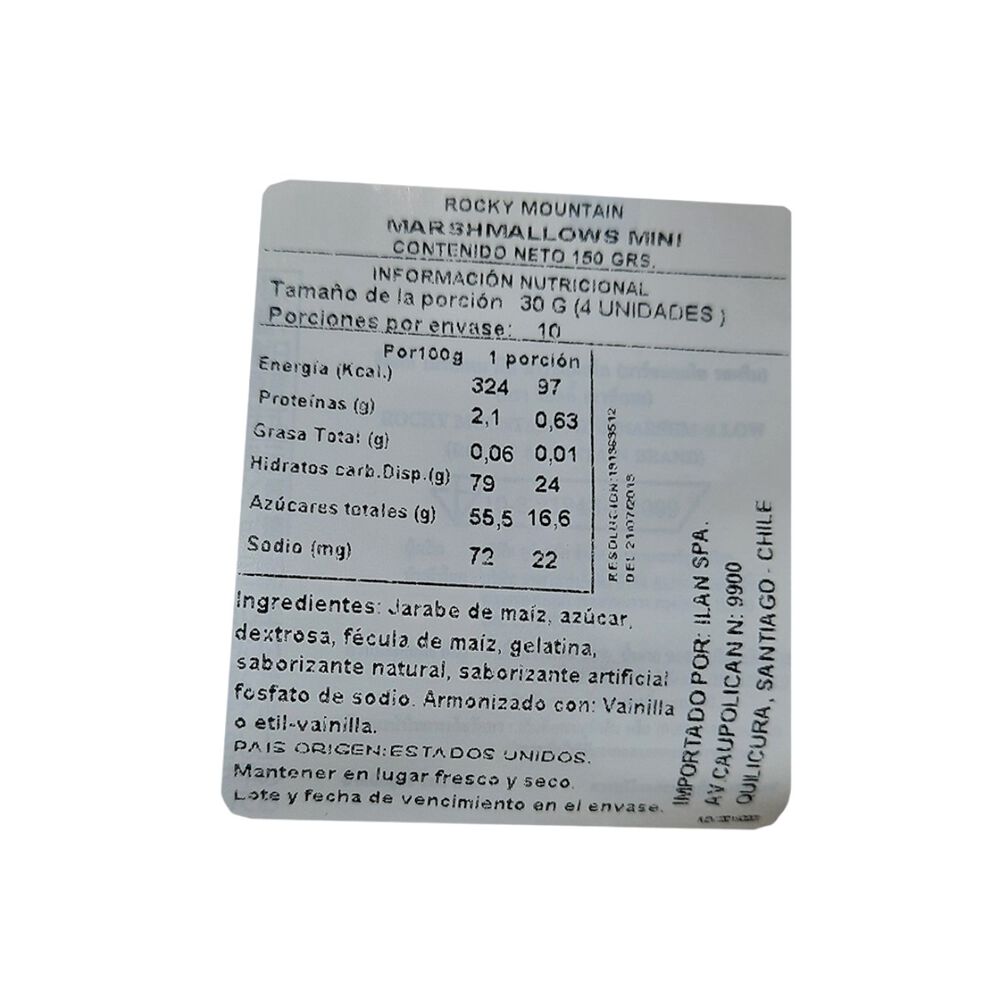 ROCKY MOUNTAIN
MARSHMALLOWS MINI
CONTENIDO NETO 150 GRS.
INFORMACIÓN NUTRICIONAL
Tamaño de la porción 30 G (4 UNIDADES)
Porciones por envase: 10
Por100g 1 porción
Energía (Kcal.) 324 97
Proteínas (g) 2,1 0,63
Grasa Total (g) 0,06 0,01
Hidratos carb.Disp.(g) 79 24
Azúcares totales (g) 55,5 16,6
Sodio (mg) 72 22
RESOLUCION:
DEL 21/07/2015
Ingredientes: Jarabe de maíz, azúcar,
dextrosa, fécula de maíz, gelatina,
saborizante natural, saborizante artificial
fosfato de sodio. Armonizado con: Vainilla
o etil-vainilla.
PAIS ORIGEN:ESTADOS UNIDOS.
Mantener en lugar fresco y seco.
Lote y fecha de vencimiento en el envase.
IMPORTADO POR: ILAN SPA.
AV.CAUPOLICAN N: 9900
QUILICURA, SANTIAGO - CHILE